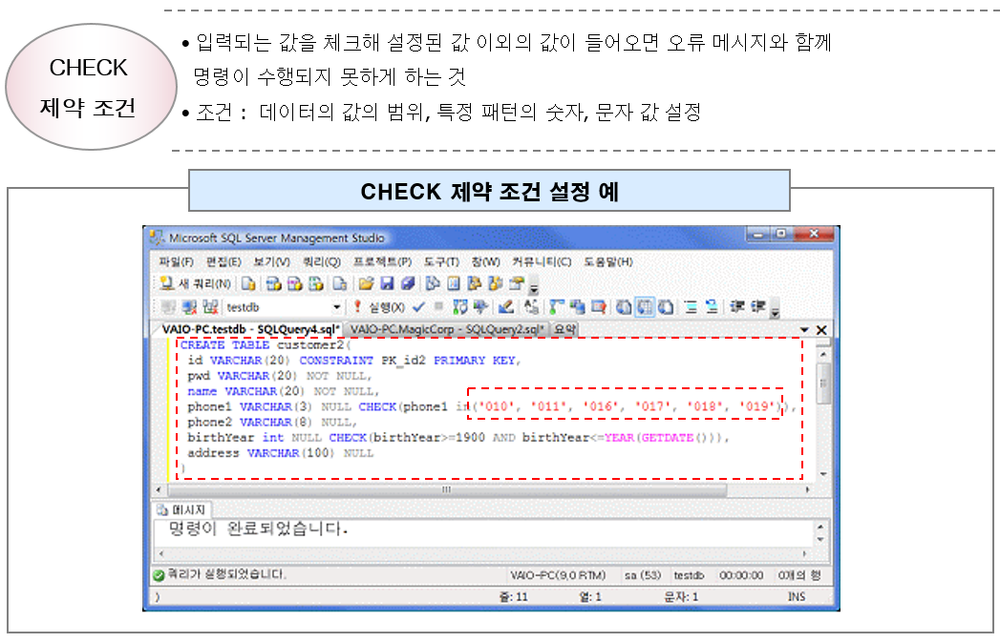 CHECK
제약 조건
• 입력되는 값을 체크해 설정된 값 이외의 값이 들어오면 오류 메시지와 함께
명령이 수행되지 못하게 하는 것
• 조건 : 데이터의 값의 범위, 특정 패턴의 숫자, 문자 값 설정
CHECK 제약 조건 설정 예
Microsoft SQL Server Management Studio
파일(F) 편집(E) 보기(V) 쿼리(Q) 프로젝트(P) 도구(T) 창(W) 커뮤니티(C) 도움말(H)
새 쿼리(N)
testdb 실행(X)
VAIO-PC.testdb - SQLQuery4.sql* VAIO-PC.MagicCorp - SQLQuery2.sql* 요약
CREATE TABLE customer2(
id VARCHAR(20) CONSTRAINT PK_id2 PRIMARY KEY,
pwd VARCHAR(20) NOT NULL,
name VARCHAR(20) NOT NULL,
phone1 VARCHAR(3) NULL CHECK(phone1 in('010', '011', '016', '017', '018', '019')),
phone2 VARCHAR(8) NULL,
birthYear int NULL CHECK(birthYear>=1900 AND birthYear<=YEAR(GETDATE())),
address VARCHAR(100) NULL
)
메시지
명령이 완료되었습니다.
쿼리가 실행되었습니다. VAIO-PC(9,0 RTM) sa (53) testdb 00:00:00 0개의 행
) 줄: 11 열: 1 문자: 1 INS